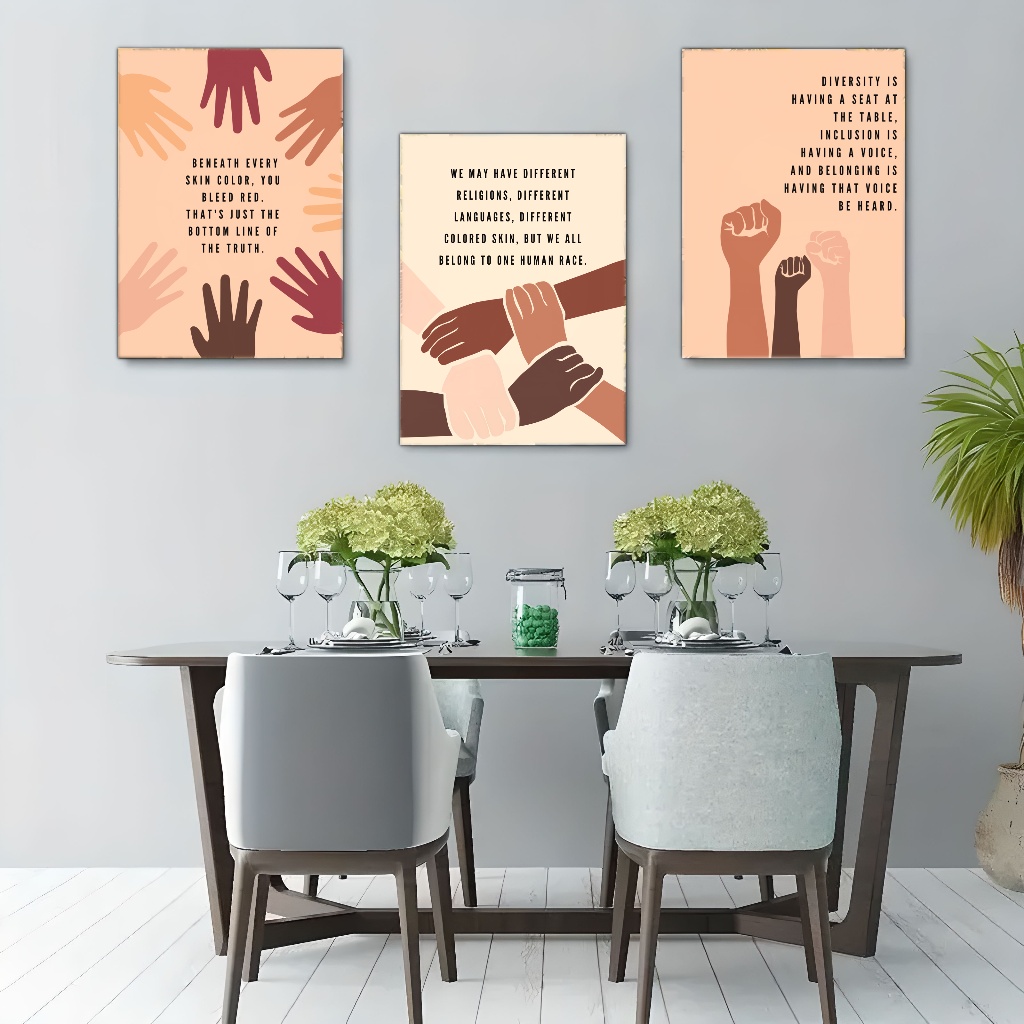 BENEATH EVERY
SKIN COLOR, YOU
BLEED RED.
THAT'S JUST THE
BOTTOM LINE OF
THE TRUTH.
WE MAY HAVE DIFFERENT
RELIGIONS, DIFFERENT
LANGUAGES, DIFFERENT
COLORED SKIN, BUT WE ALL
BELONG TO ONE HUMAN RACE.
DIVERSITY IS
HAVING A SEAT AT
THE TABLE,
INCLUSION IS
HAVING A VOICE,
AND BELONGING IS
HAVING THAT VOICE
BE HEARD.